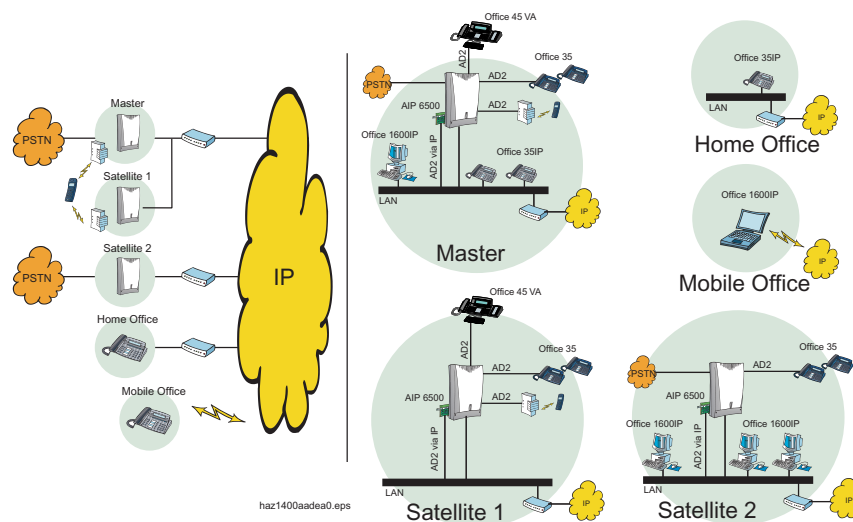 Master
PSTN
Satellite 1
Satellite 2
PSTN
Home Office
Mobile Office
IP
haz1400aadea0.eps
Office 45 VA
AD2
Office 35
PSTN
AD2
AIP 6500
AD2
Office 1600IP
AD2 via IP
Office 35IP
LAN
IP
Master
Office 35IP
LAN
IP
Home Office
Office 1600IP
IP
Mobile Office
Office 45 VA
AD2
Office 35
AD2
AIP 6500
AD2
AD2 via IP
LAN
IP
Satellite 1
Office 35
PSTN
AD2
AIP 6500
Office 1600IP
Office 1600IP
AD2 via IP
LAN
IP
Satellite 2